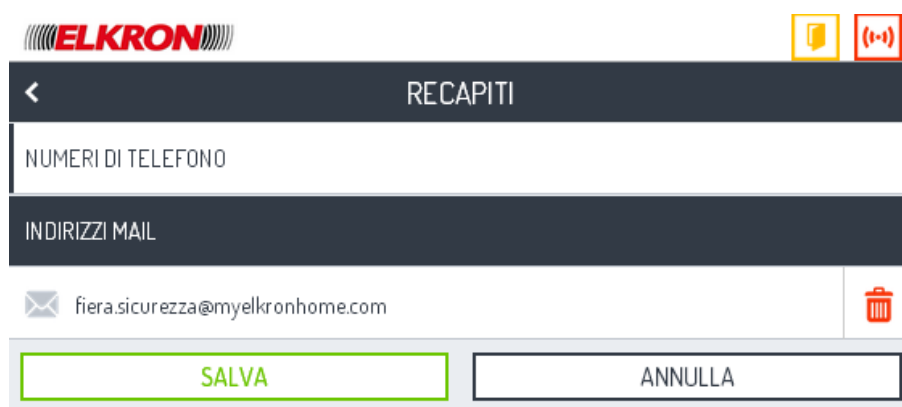 ELKRON
RECAPITI
NUMERI DI TELEFONO
INDIRIZZI MAIL
fiera.sicurezza@myelkronhome.com
SALVA
ANNULLA